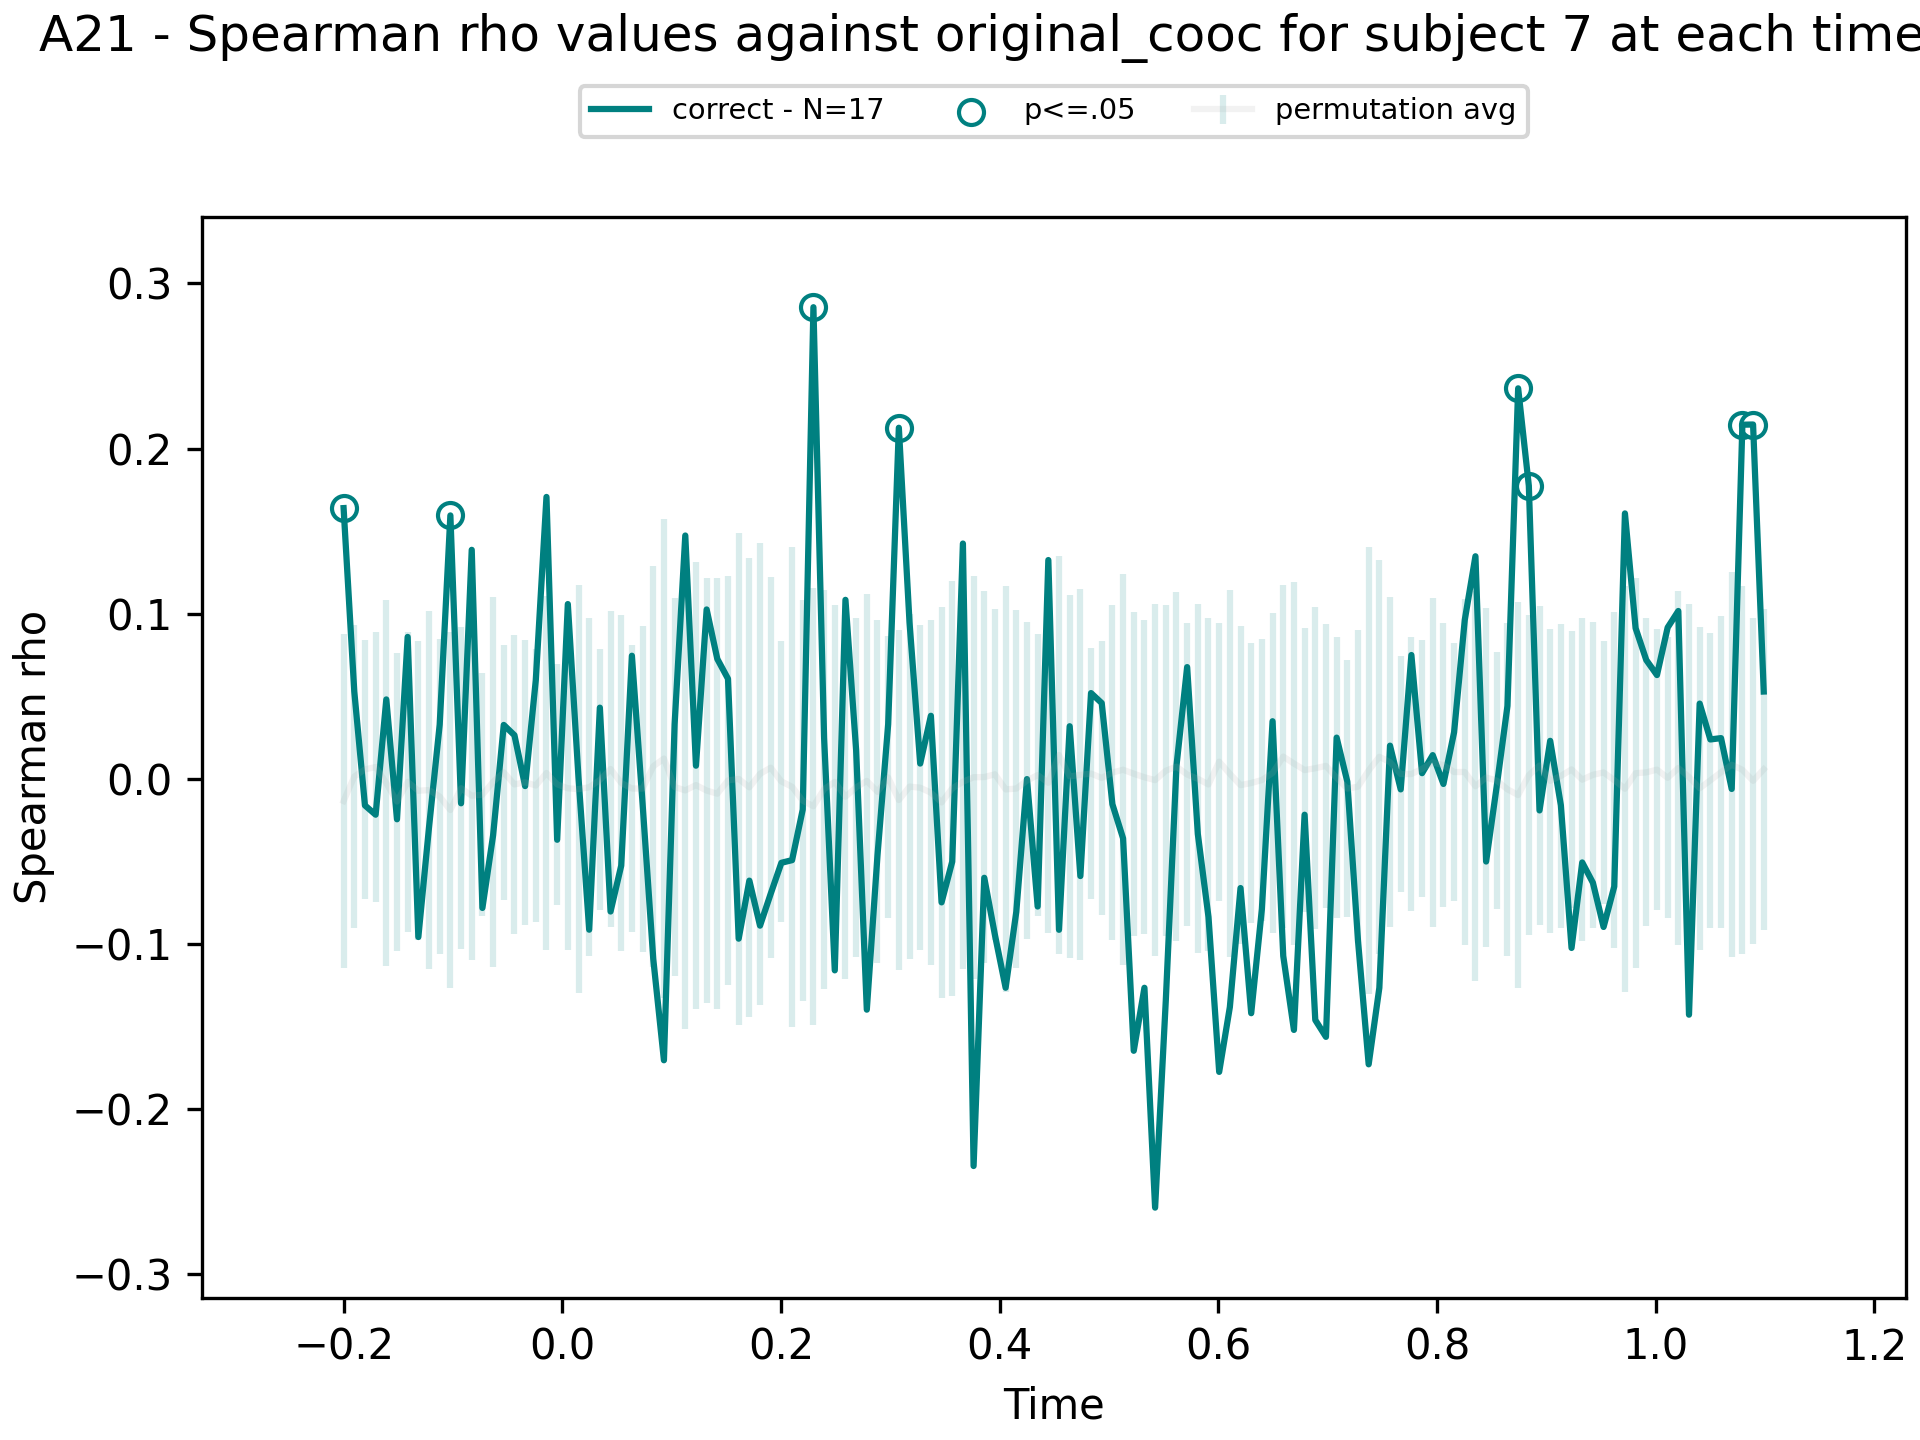 A21 - Spearman rho values against original_cooc for subject 7 at each time
correct - N=17 p<=.05 permutation avg
Spearman rho
0.3
0.2
0.1
0.0
−0.1
−0.2
−0.3
−0.2 0.0 0.2 0.4 0.6 0.8 1.0 1.2
Time